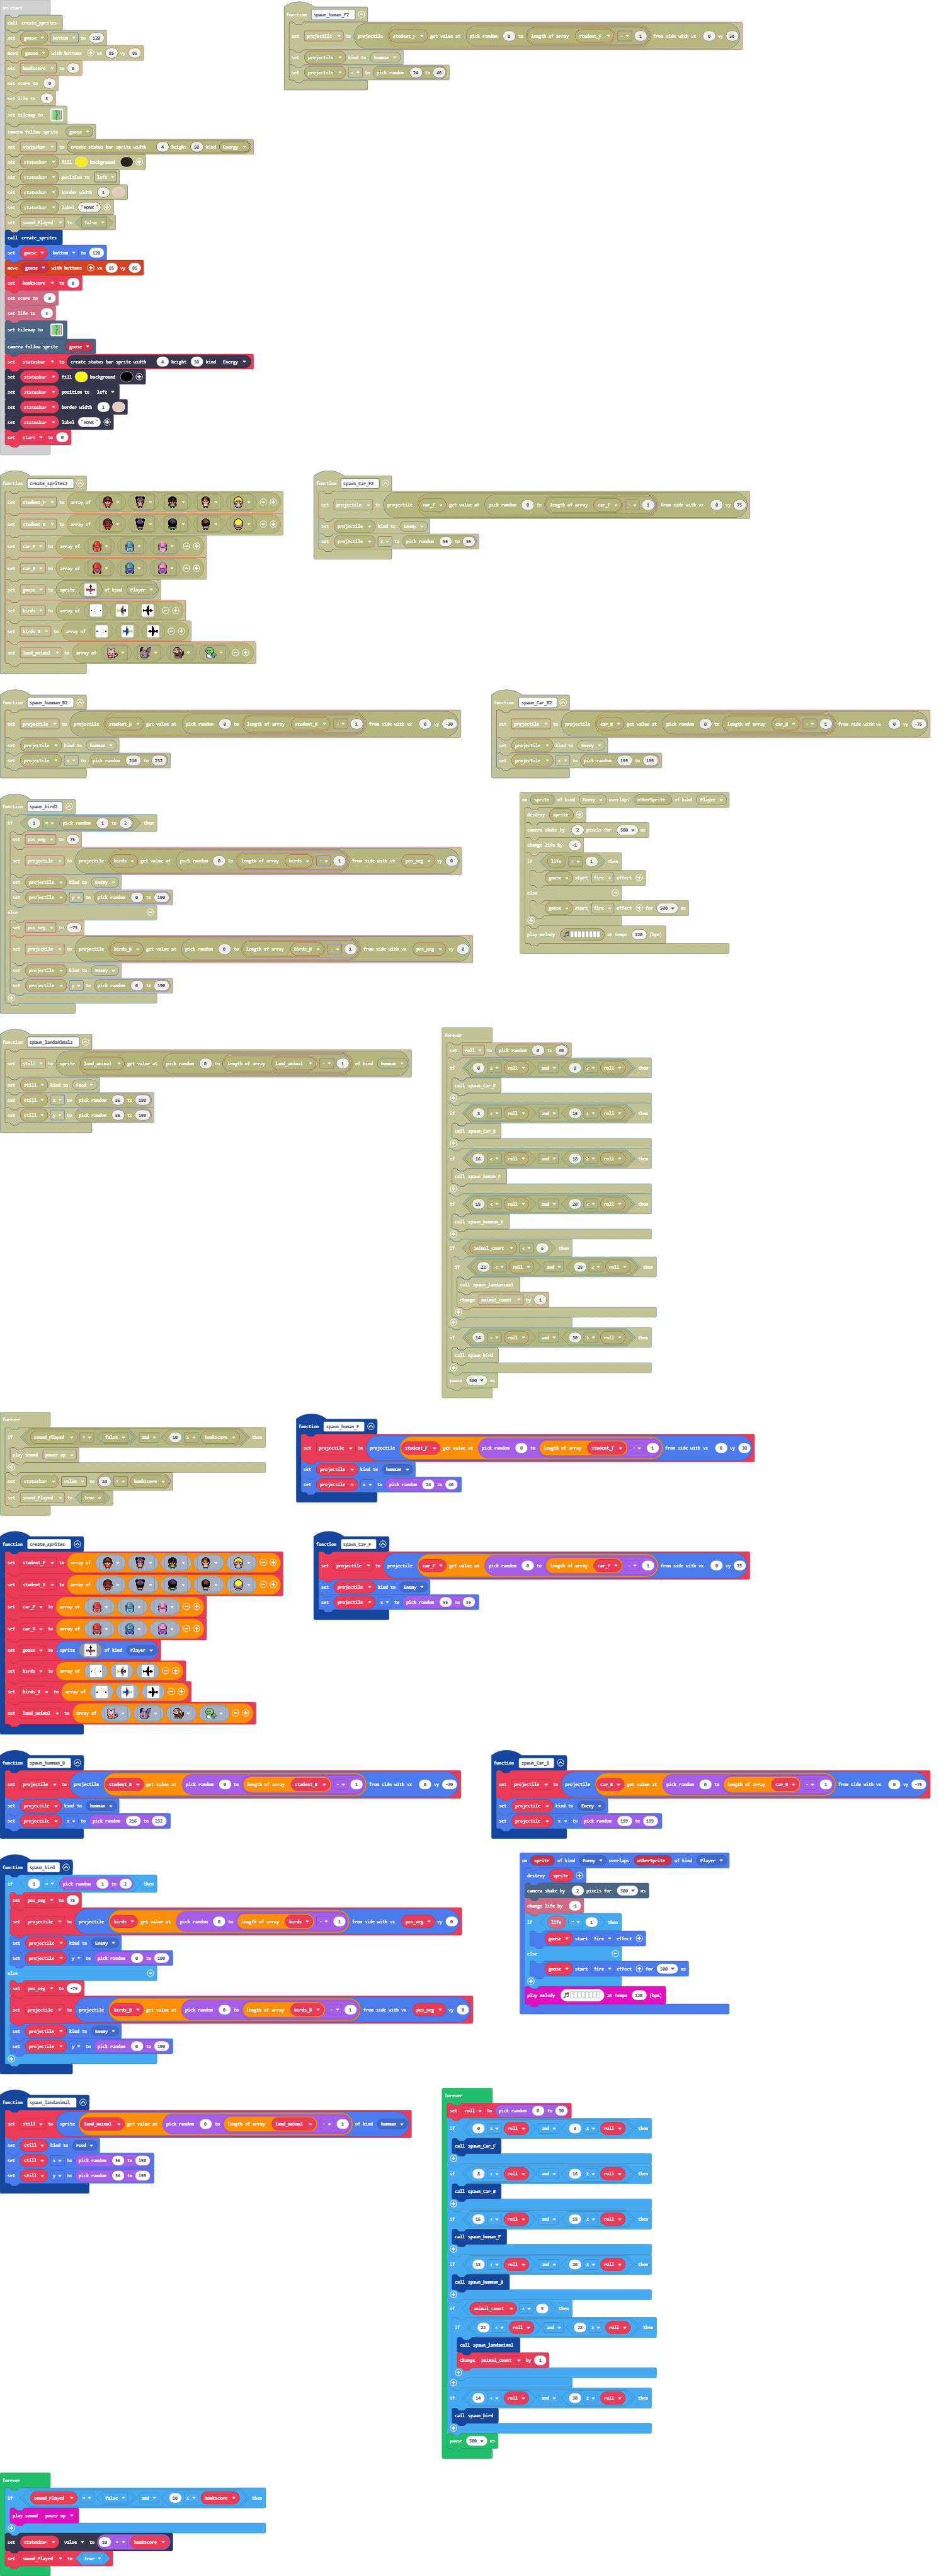 on start
call create_sprites
set goose bottom to 120
move goose with buttons vx 85 vy 85
set honkscore to 0
set score to 0
set life to 3
set tilemap to
camera follow sprite goose
set statusbar to create status bar sprite width 4 height 50 kind Energy
set statusbar fill background
set statusbar position to left
set statusbar border width 1
set statusbar label "HONK"
set sound_Played to false
call create_sprites
set goose bottom to 120
move goose with buttons vx 85 vy 85
set honkscore to 0
set score to 0
set life to 3
set tilemap to
camera follow sprite goose
set statusbar to create status bar sprite width 4 height 50 kind Energy
set statusbar fill background
set statusbar position to left
set statusbar border width 1
set statusbar label "HONK"
set start to 0
function spawn_human_F2
set projectile to projectile student_F get value at pick random 0 to length of array student_F - 1 from side with vx 0 vy 30
set projectile kind to humman
set projectile x to pick random 24 to 40
function create_sprites2
set student_F to array of
set student_B to array of
set car_F to array of
set car_B to array of
set goose to sprite of kind Player
set birds to array of
set birds_R to array of
set land_animal to array of
function spawn_Car_F2
set projectile to projectile car_F get value at pick random 0 to length of array car_F - 1 from side with vx 0 vy 75
set projectile kind to Enemy
set projectile x to pick random 55 to 55
function spawn_humman_B2
set projectile to projectile student_B get value at pick random 0 to length of array student_B - 1 from side with vx 0 vy -30
set projectile kind to humman
set projectile x to pick random 216 to 232
function spawn_Car_B2
set projectile to projectile car_B get value at pick random 0 to length of array car_B - 1 from side with vx 0 vy -75
set projectile kind to Enemy
set projectile x to pick random 199 to 199
function spawn_bird2
if 1 = pick random 1 to 2 then
set pos_neg to 75
set projectile to projectile birds get value at pick random 0 to length of array birds - 1 from side with vx pos_neg vy 0
set projectile kind to Enemy
set projectile y to pick random 0 to 190
else
set pos_neg to -75
set projectile to projectile birds_R get value at pick random 0 to length of array birds_R - 1 from side with vx pos_neg vy 0
set projectile kind to Enemy
set projectile y to pick random 0 to 190
on sprite of kind Enemy overlaps otherSprite of kind Player
destroy sprite
camera shake by 2 pixels for 500 ms
change life by -1
if life = 1 then
goose start fire effect
else
goose start fire effect for 500 ms
play melody at tempo 120 (bpm)
function spawn_landanimal2
set still to sprite land_animal get value at pick random 0 to length of array land_animal - 1 of kind humman
set still kind to Food
set still x to pick random 56 to 198
set still y to pick random 56 to 199
forever
set roll to pick random 0 to 30
if 0 ≤ roll and 8 ≥ roll then
call spawn_Car_F
if 8 < roll and 16 ≥ roll then
call spawn_Car_B
if 16 < roll and 18 ≥ roll then
call spawn_human_F
if 18 < roll and 20 ≥ roll then
call spawn_humman_B
if animal_count < 5 then
if 22 < roll and 28 ≥ roll then
call spawn_landanimal
change animal_count by 1
if 14 < roll and 30 ≥ roll then
call spawn_bird
pause 500 ms
forever
if sound_Played = false and 10 ≥ honkscore then
play sound power up
set statusbar value to 10 * honkscore
set sound_Played to true
function spawn_human_F
set projectile to projectile student_F get value at pick random 0 to length of array student_F - 1 from side with vx 0 vy 30
set projectile kind to humman
set projectile x to pick random 24 to 40
function create_sprites
set student_F to array of
set student_B to array of
set car_F to array of
set car_B to array of
set goose to sprite of kind Player
set birds to array of
set birds_R to array of
set land_animal to array of
function spawn_Car_F
set projectile to projectile car_F get value at pick random 0 to length of array car_F - 1 from side with vx 0 vy 75
set projectile kind to Enemy
set projectile x to pick random 55 to 55
function spawn_humman_B
set projectile to projectile student_B get value at pick random 0 to length of array student_B - 1 from side with vx 0 vy -30
set projectile kind to humman
set projectile x to pick random 216 to 232
function spawn_Car_B
set projectile to projectile car_B get value at pick random 0 to length of array car_B - 1 from side with vx 0 vy -75
set projectile kind to Enemy
set projectile x to pick random 199 to 199
function spawn_bird
if 1 = pick random 1 to 2 then
set pos_neg to 75
set projectile to projectile birds get value at pick random 0 to length of array birds - 1 from side with vx pos_neg vy 0
set projectile kind to Enemy
set projectile y to pick random 0 to 190
else
set pos_neg to -75
set projectile to projectile birds_R get value at pick random 0 to length of array birds_R - 1 from side with vx pos_neg vy 0
set projectile kind to Enemy
set projectile y to pick random 0 to 190
on sprite of kind Enemy overlaps otherSprite of kind Player
destroy sprite
camera shake by 2 pixels for 500 ms
change life by -1
if life = 1 then
goose start fire effect
else
goose start fire effect for 500 ms
play melody at tempo 120 (bpm)
function spawn_landanimal
set still to sprite land_animal get value at pick random 0 to length of array land_animal - 1 of kind humman
set still kind to Food
set still x to pick random 56 to 198
set still y to pick random 56 to 199
forever
set roll to pick random 0 to 30
if 0 ≤ roll and 8 ≥ roll then
call spawn_Car_F
if 8 < roll and 16 ≥ roll then
call spawn_Car_B
if 16 < roll and 18 ≥ roll then
call spawn_human_F
if 18 < roll and 20 ≥ roll then
call spawn_humman_B
if animal_count < 5 then
if 22 < roll and 28 ≥ roll then
call spawn_landanimal
change animal_count by 1
if 14 < roll and 30 ≥ roll then
call spawn_bird
pause 500 ms
forever
if sound_Played = false and 10 ≥ honkscore then
play sound power up
set statusbar value to 10 * honkscore
set sound_Played to true